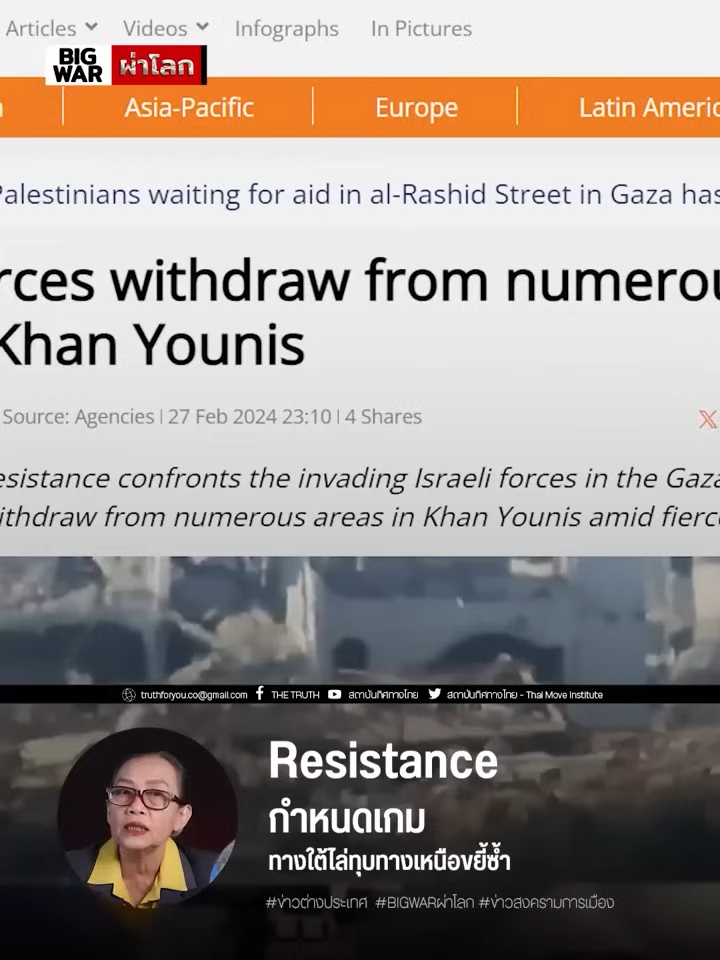 Articles Videos Infographs In Pictures
BIG WAR ผ่าโลก
Asia-Pacific Europe Latin Americ
Palestinians waiting for aid in al-Rashid Street in Gaza has
rces withdraw from numerou
Khan Younis
Source: Agencies | 27 Feb 2024 23:10 | 4 Shares
esistance confronts the invading Israeli forces in the Gaza
ithdraw from numerous areas in Khan Younis amid fierce
truthforyou.co@gmail.com THE TRUTH สถาบันทิศทางไทย สถาบันทิศทางไทย - Thai Move Institute
Resistance
กำหนดเกม
ทางใต้ไล่ทุบทางเหนือขยี้ซ้ำ
#ข่าวต่างประเทศ #BIGWARผ่าโลก #ข่าวสงครามการเมือง